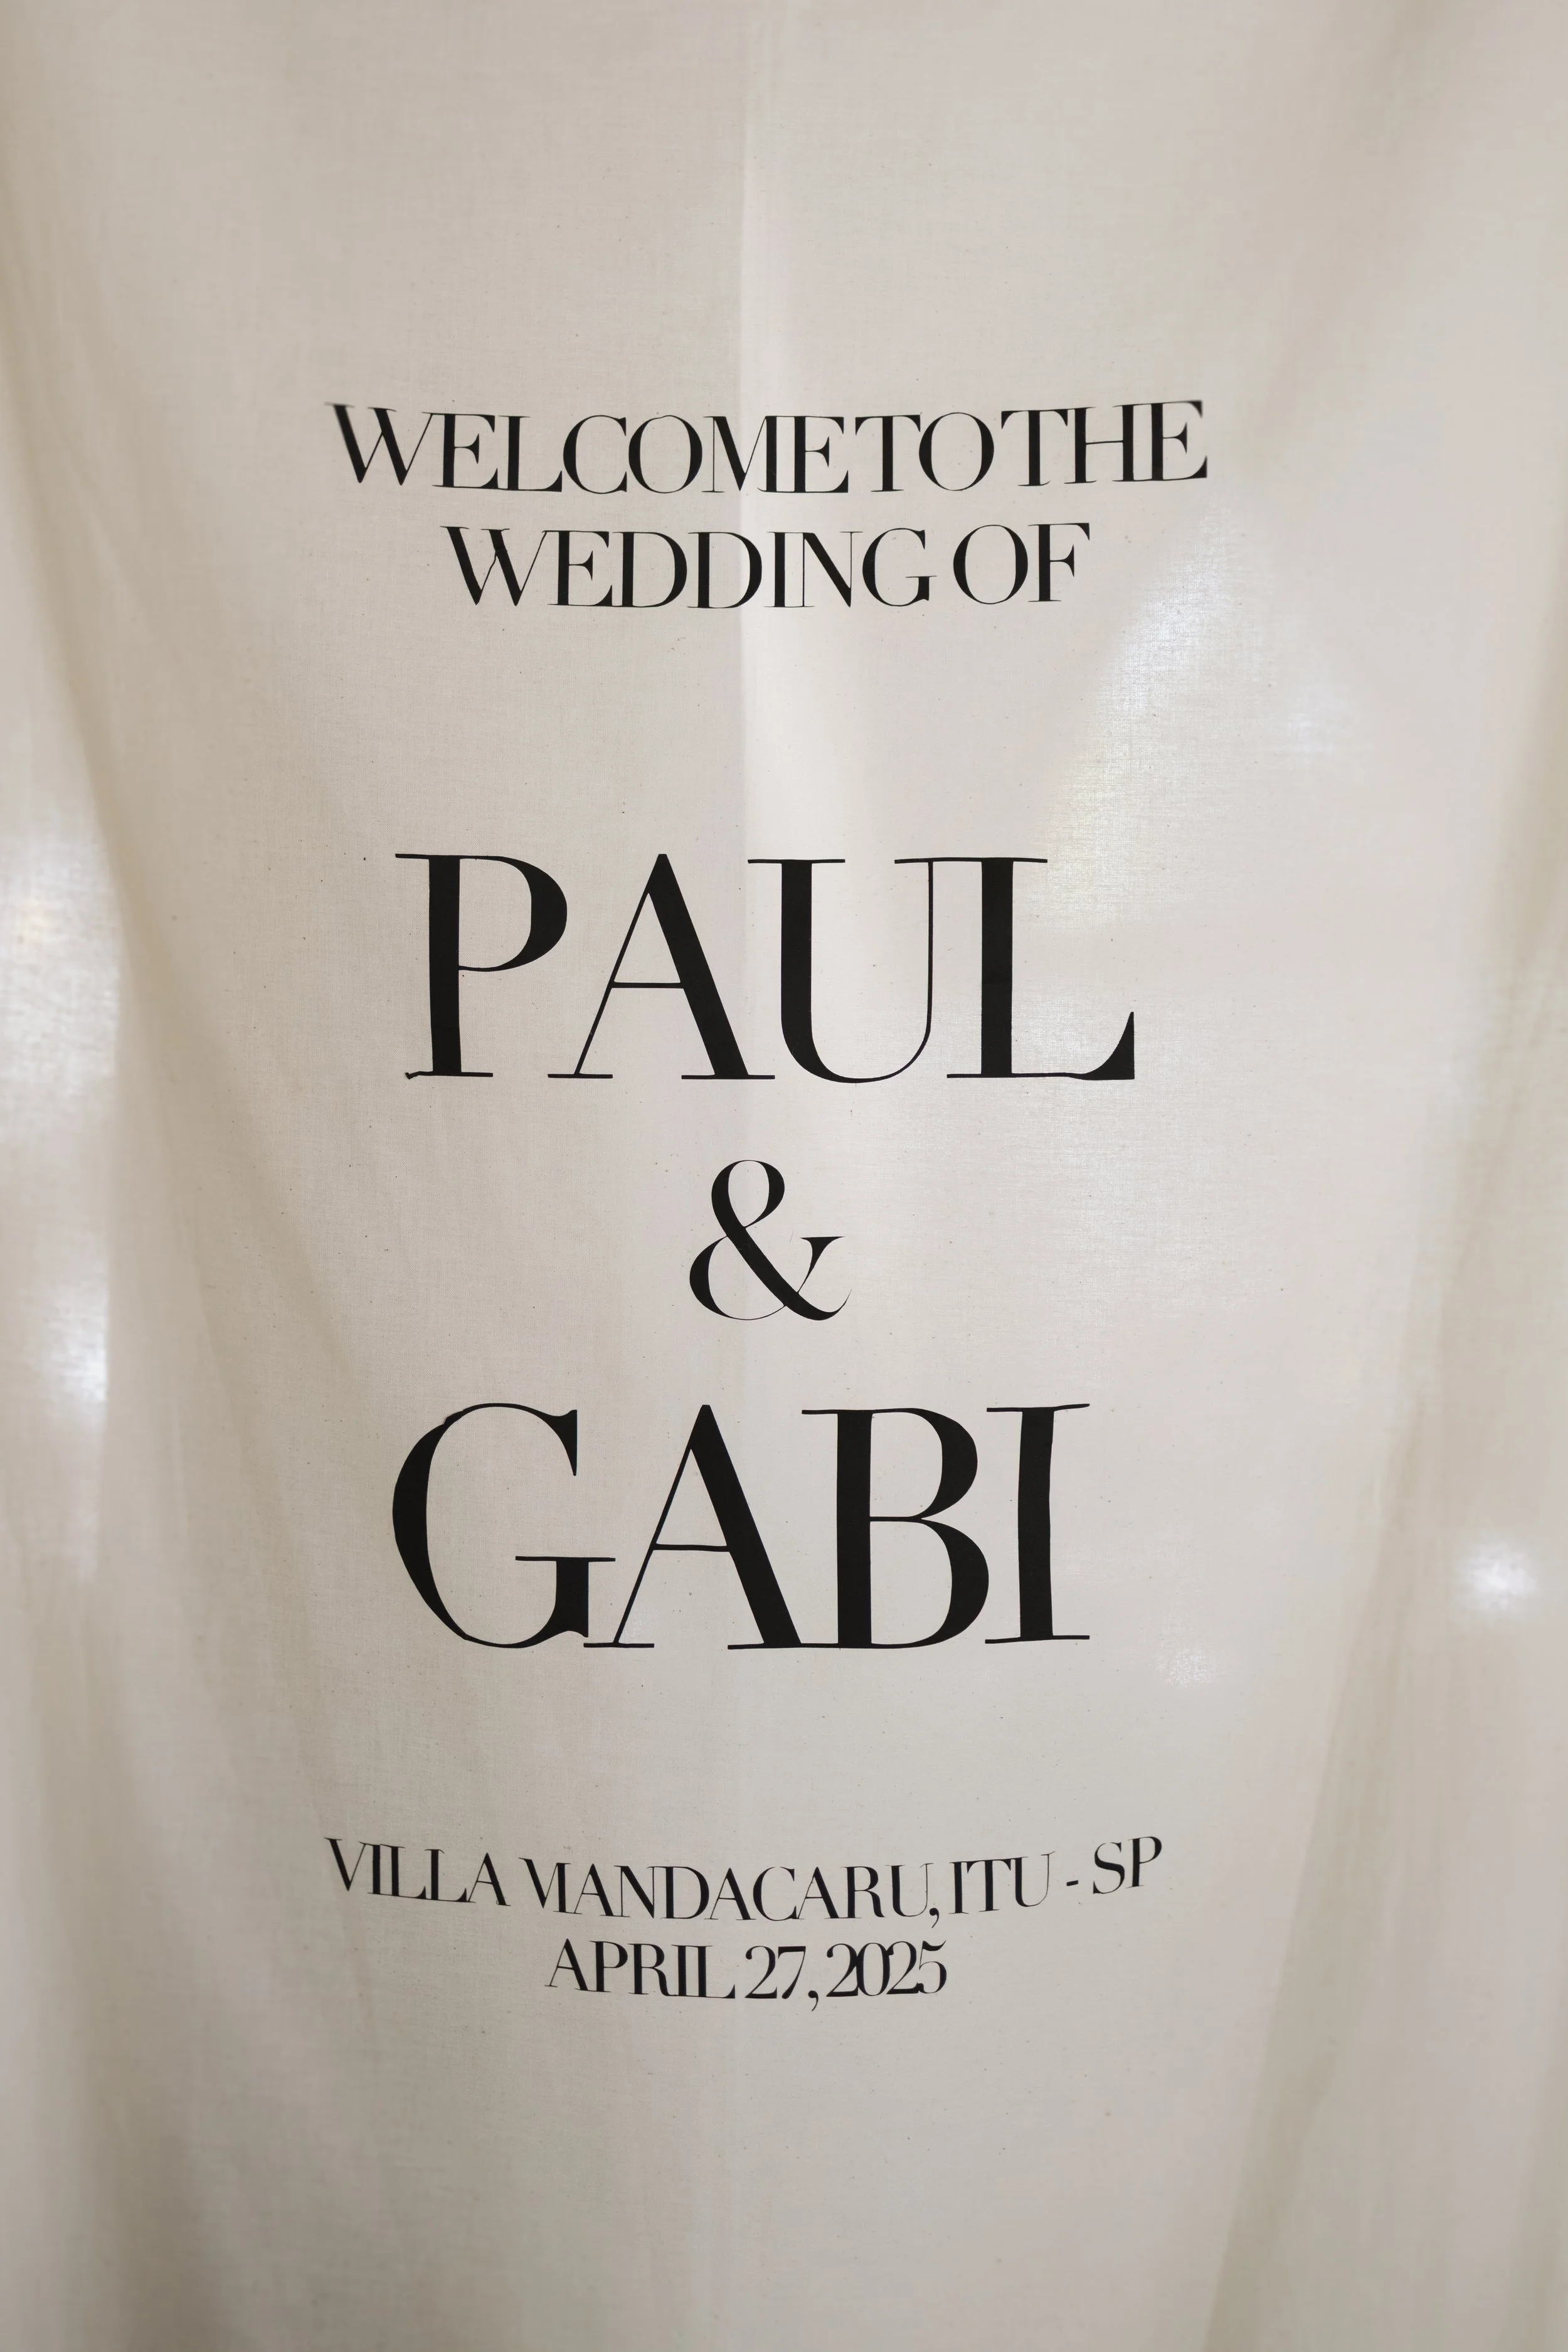 WELCOME TO THE
WEDDING OF
PAUL
&
GABI
VILLA MANDACARU, ITU - SP
APRIL 27, 2025